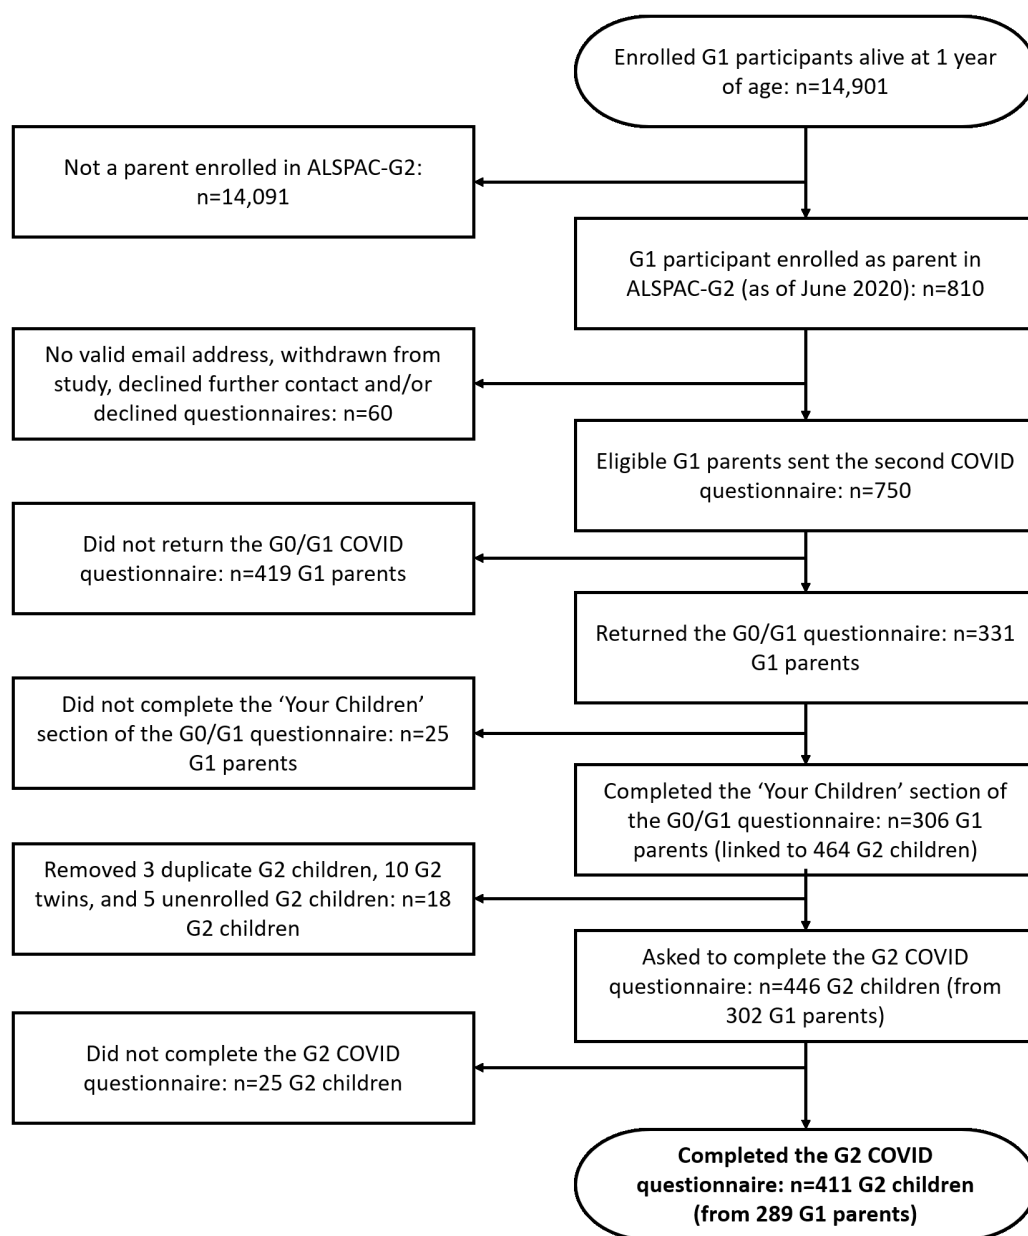 Enrolled G1 participants alive at 1 year
of age: n=14,901
Not a parent enrolled in ALSPAC-G2:
n=14,091
G1 participant enrolled as parent in
ALSPAC-G2 (as of June 2020): n=810
No valid email address, withdrawn from
study, declined further contact and/or
declined questionnaires: n=60
Eligible G1 parents sent the second COVID
questionnaire: n=750
Did not return the G0/G1 COVID
questionnaire: n=419 G1 parents
Returned the G0/G1 questionnaire: n=331
G1 parents
Did not complete the ‘Your Children’
section of the G0/G1 questionnaire: n=25
G1 parents
Completed the ‘Your Children’ section of
the G0/G1 questionnaire: n=306 G1
parents (linked to 464 G2 children)
Removed 3 duplicate G2 children, 10 G2
twins, and 5 unenrolled G2 children: n=18
G2 children
Asked to complete the G2 COVID
questionnaire: n=446 G2 children (from
302 G1 parents)
Did not complete the G2 COVID
questionnaire: n=25 G2 children
Completed the G2 COVID
questionnaire: n=411 G2 children
(from 289 G1 parents)